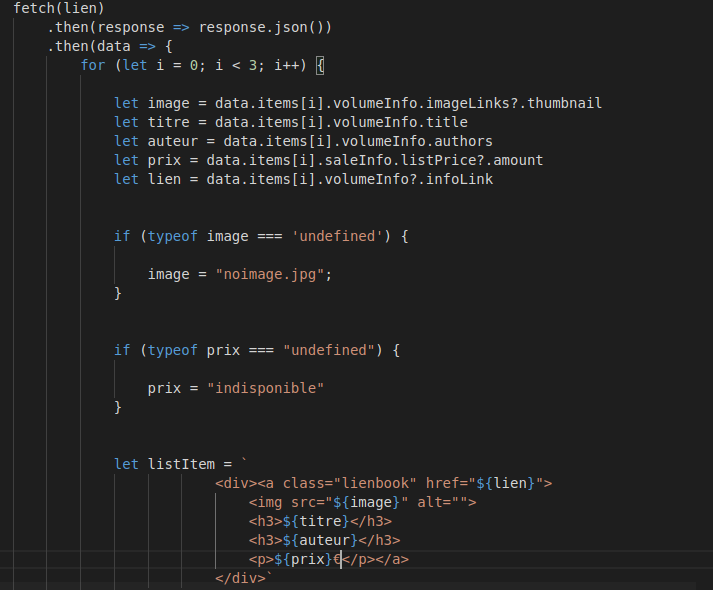 fetch(lien)
.then(response => response.json())
.then(data => {
for (let i = 0; i < 3; i++) {
let image = data.items[i].volumeInfo.imageLinks?.thumbnail
let titre = data.items[i].volumeInfo.title
let auteur = data.items[i].volumeInfo.authors
let prix = data.items[i].saleInfo.listPrice?.amount
let lien = data.items[i].volumeInfo?.infoLink
if (typeof image === 'undefined') {
image = "noimage.jpg";
}
if (typeof prix === "undefined") {
prix = "indisponible"
}
let listItem = `
<div><a class="lienbook" href="${lien}">
<img src="${image}" alt="">
<h3>${titre}</h3>
<h3>${auteur}</h3>
<p>${prix}€</p></a>
</div>`